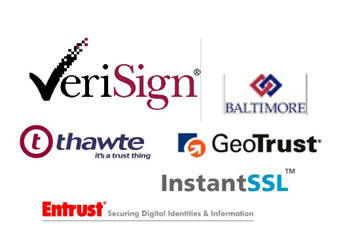 VeriSign®
BALTIMORE
thawte
it's a trust thing
GeoTrust®
InstantSSL™
Entrust® Securing Digital Identities & Information